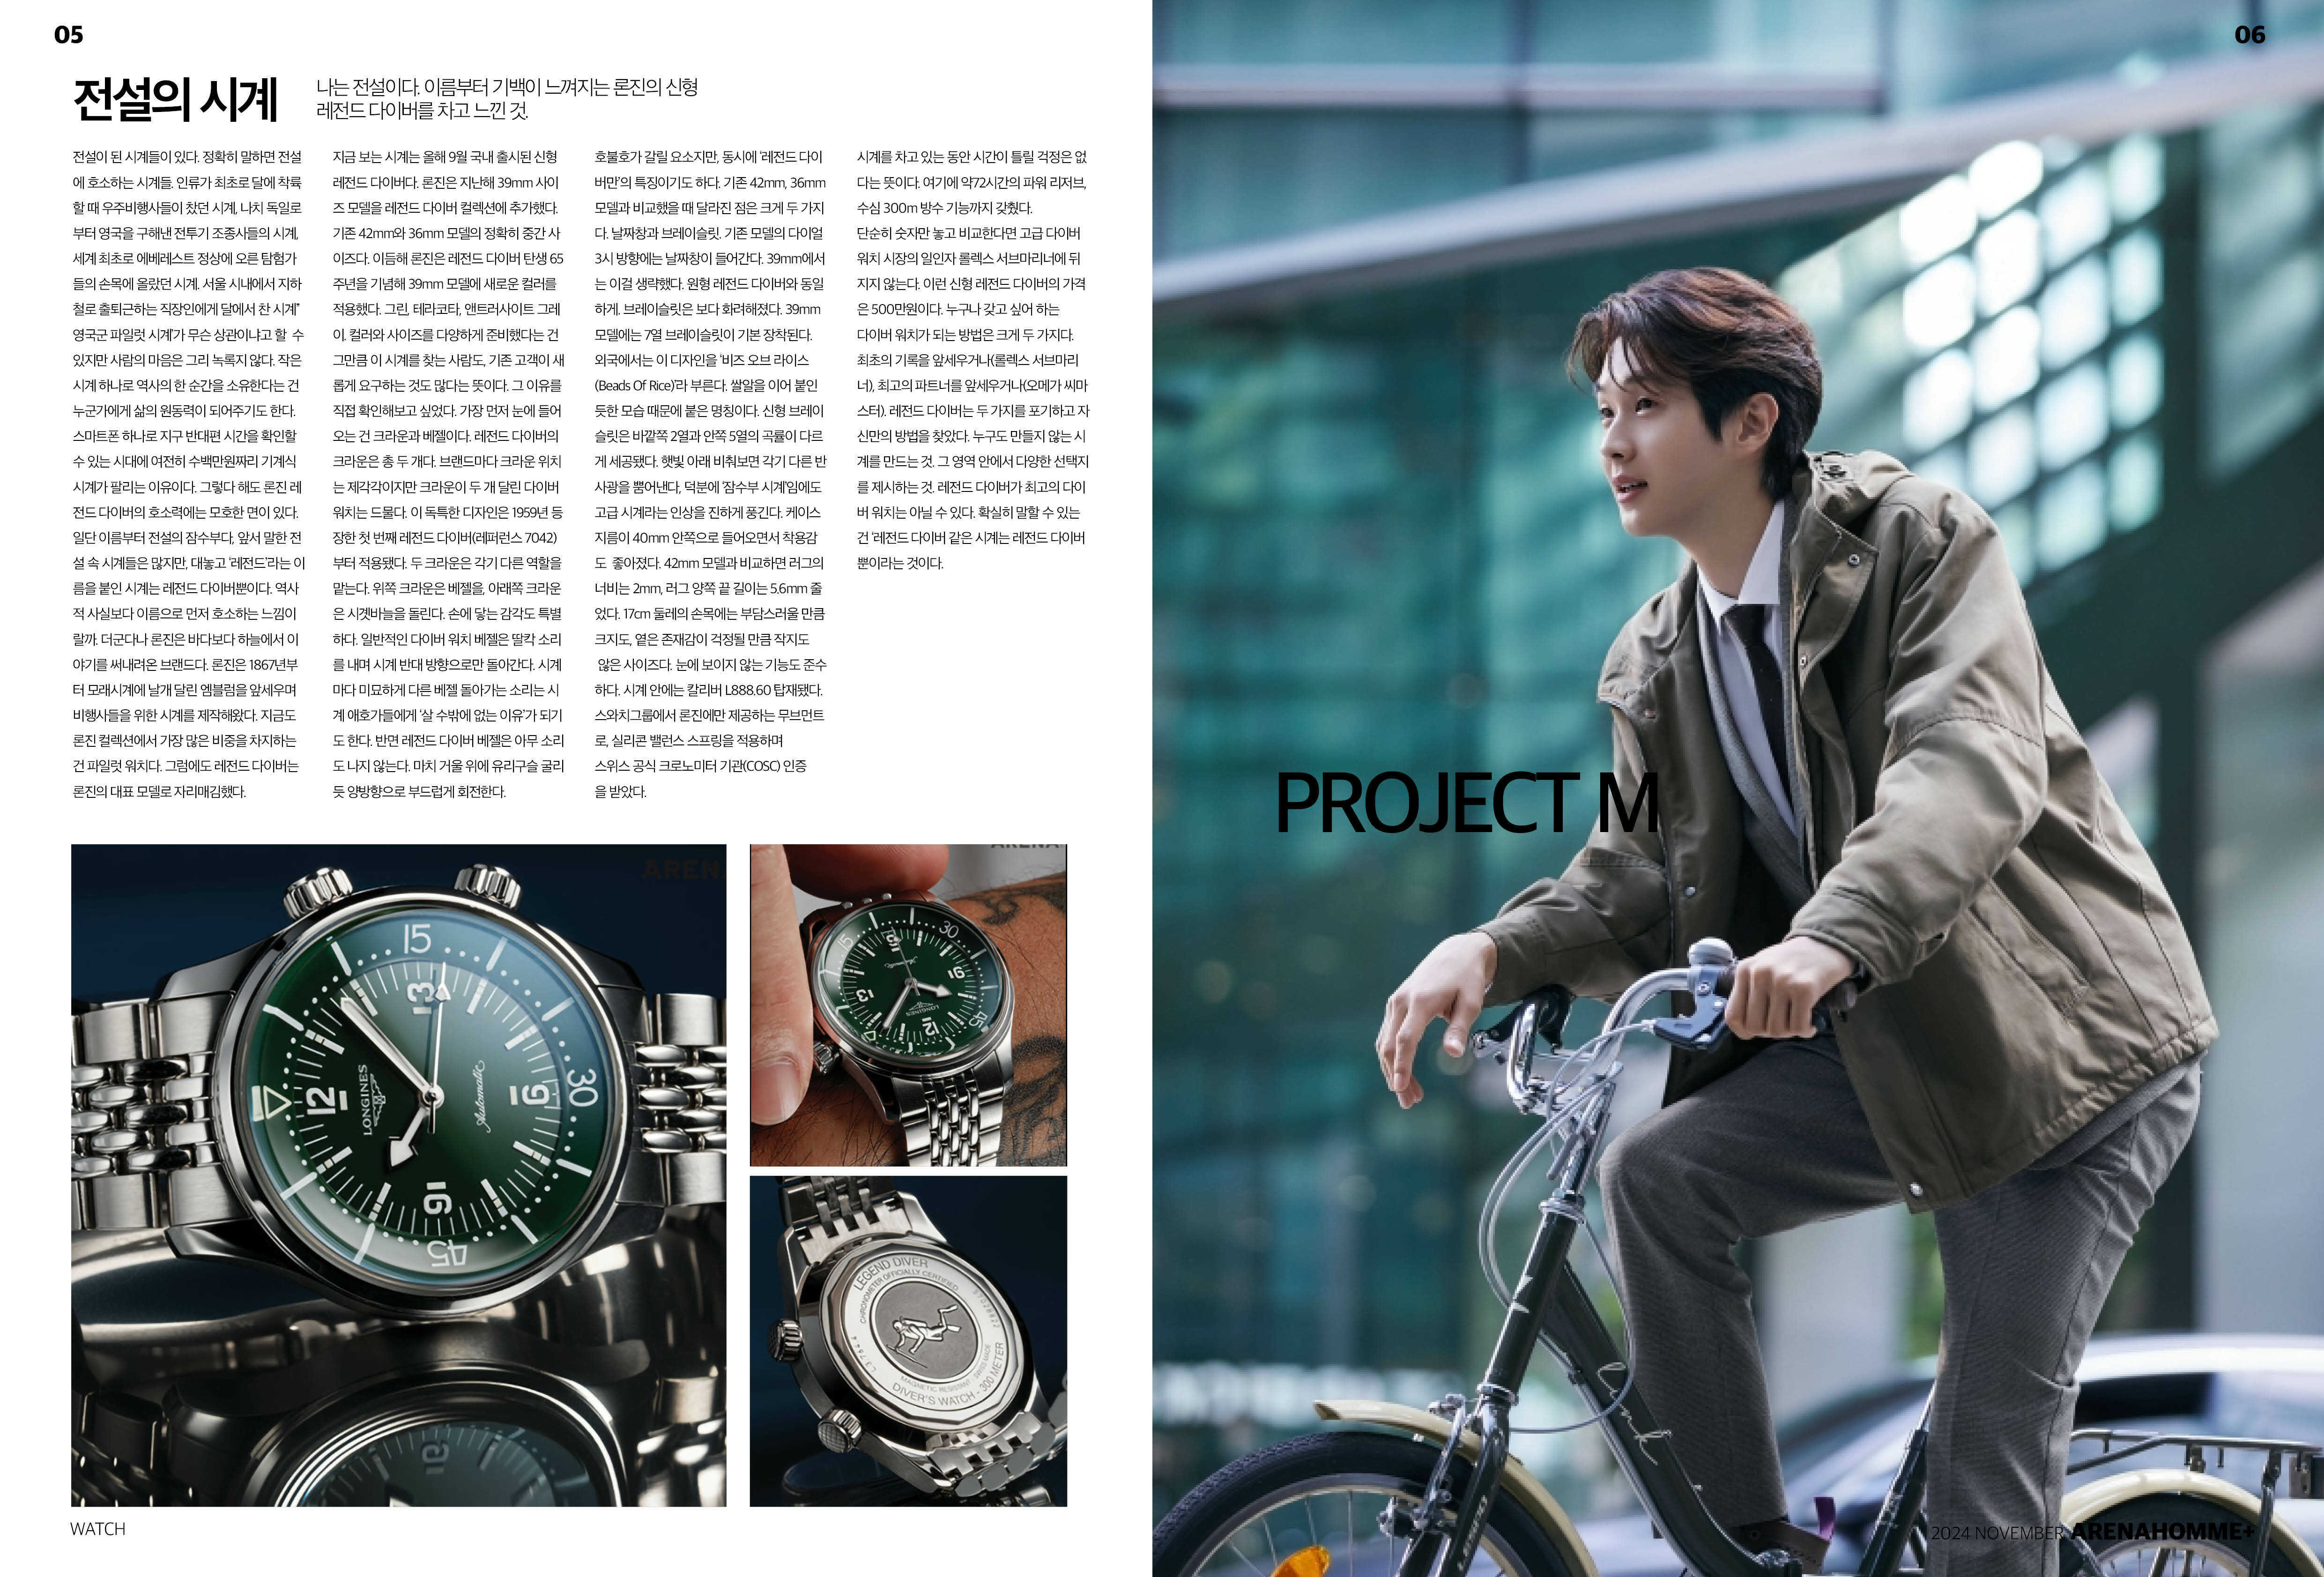 05
전설의 시계
나는 전설이다. 이름부터 기백이 느껴지는 론진의 신형
레전드 다이버를 차고 느낀 것.
전설이 된 시계들이 있다. 정확히 말하면 전설
에 호소하는 시계들. 인류가 최초로 달에 착륙
할 때 우주비행사들이 찼던 시계, 나치 독일로
부터 영국을 구해낸 전투기 조종사들의 시계,
세계 최초로 에베레스트 정상에 오른 탐험가
들의 손목에 올랐던 시계. 서울 시내에서 지하
철로 출퇴근하는 직장인에게 달에서 찬 시계"
영국군 파일럿 시계'가 무슨 상관이냐고 할 수
있지만 사람의 마음은 그리 녹록지 않다. 작은
시계 하나로 역사의 한 순간을 소유한다는 건
누군가에게 삶의 원동력이 되어주기도 한다.
스마트폰 하나로 지구 반대편 시간을 확인할
수 있는 시대에 여전히 수백만원짜리 기계식
시계가 팔리는 이유이다. 그렇다 해도 론진 레
전드 다이버의 호소력에는 모호한 면이 있다.
일단 이름부터 전설의 잠수부다, 앞서 말한 전
설 속 시계들은 많지만, 대놓고 '레전드'라는 이
름을 붙인 시계는 레전드 다이버뿐이다. 역사
적 사실보다 이름으로 먼저 호소하는 느낌이
랄까. 더군다나 론진은 바다보다 하늘에서 이
야기를 써내려온 브랜드다. 론진은 1867년부
터 모래시계에 날개 달린 엠블럼을 앞세우며
비행사들을 위한 시계를 제작해왔다. 지금도
론진 컬렉션에서 가장 많은 비중을 차지하는
건 파일럿 워치다. 그럼에도 레전드 다이버는
론진의 대표 모델로 자리매김했다.
지금 보는 시계는 올해 9월 국내 출시된 신형
레전드 다이버다. 론진은 지난해 39mm 사이
즈 모델을 레전드 다이버 컬렉션에 추가했다.
기존 42mm와 36mm 모델의 정확히 중간 사
이즈다. 이듬해 론진은 레전드 다이버 탄생 65
주년을 기념해 39mm 모델에 새로운 컬러를
적용했다. 그린, 테라코타, 앤트러사이트 그레
이. 컬러와 사이즈를 다양하게 준비했다는 건
그만큼 이 시계를 찾는 사람도, 기존 고객이 새
롭게 요구하는 것도 많다는 뜻이다. 그 이유를
직접 확인해보고 싶었다. 가장 먼저 눈에 들어
오는 건 크라운과 베젤이다. 레전드 다이버의
크라운은 총 두 개다. 브랜드마다 크라운 위치
는 제각각이지만 크라운이 두 개 달린 다이버
워치는 드물다. 이 독특한 디자인은 1959년 등
장한 첫 번째 레전드 다이버(레퍼런스 7042)
부터 적용됐다. 두 크라운은 각기 다른 역할을
맡는다. 위쪽 크라운은 베젤을, 아래쪽 크라운
은 시곗바늘을 돌린다. 손에 닿는 감각도 특별
하다. 일반적인 다이버 워치 베젤은 딸칵 소리
를 내며 시계 반대 방향으로만 돌아간다. 시계
마다 미묘하게 다른 베젤 돌아가는 소리는 시
계 애호가들에게 '살 수밖에 없는 이유'가 되기
도 한다. 반면 레전드 다이버 베젤은 아무 소리
도 나지 않는다. 마치 거울 위에 유리구슬 굴리
듯 양방향으로 부드럽게 회전한다.
호불호가 갈릴 요소지만, 동시에 '레전드 다이
버만'의 특징이기도 하다. 기존 42mm, 36mm
모델과 비교했을 때 달라진 점은 크게 두 가지
다. 날짜창과 브레이슬릿. 기존 모델의 다이얼
3시 방향에는 날짜창이 들어간다. 39mm에서
는 이걸 생략했다. 원형 레전드 다이버와 동일
하게. 브레이슬릿은 보다 화려해졌다. 39mm
모델에는 7열 브레이슬릿이 기본 장착된다.
외국에서는 이 디자인을 '비즈 오브 라이스
(Beads Of Rice)'라 부른다. 쌀알을 이어 붙인
듯한 모습 때문에 붙은 명칭이다. 신형 브레이
슬릿은 바깥쪽 2열과 안쪽 5열의 곡률이 다르
게 세공됐다. 햇빛 아래 비춰보면 각기 다른 반
사광을 뿜어낸다, 덕분에 '잠수부 시계'임에도
고급 시계라는 인상을 진하게 풍긴다. 케이스
지름이 40mm 안쪽으로 들어오면서 착용감
도 좋아졌다. 42mm 모델과 비교하면 러그의
너비는 2mm, 러그 양쪽 끝 길이는 5.6mm 줄
었다. 17cm 둘레의 손목에는 부담스러울 만큼
크지도, 옅은 존재감이 걱정될 만큼 작지도
않은 사이즈다. 눈에 보이지 않는 기능도 준수
하다. 시계 안에는 칼리버 L888.60 탑재됐다.
스와치그룹에서 론진에만 제공하는 무브먼트
로, 실리콘 밸런스 스프링을 적용하며
스위스 공식 크로노미터 기관(COSC) 인증
을 받았다.
시계를 차고 있는 동안 시간이 틀릴 걱정은 없
다는 뜻이다. 여기에 약72시간의 파워 리저브,
수심 300m 방수 기능까지 갖췄다.
단순히 숫자만 놓고 비교한다면 고급 다이버
워치 시장의 일인자 롤렉스 서브마리너에 뒤
지지 않는다. 이런 신형 레전드 다이버의 가격
은 500만원이다. 누구나 갖고 싶어 하는
다이버 워치가 되는 방법은 크게 두 가지다.
최초의 기록을 앞세우거나(롤렉스 서브마리
너), 최고의 파트너를 앞세우거나(오메가 씨마
스터). 레전드 다이버는 두 가지를 포기하고 자
신만의 방법을 찾았다. 누구도 만들지 않는 시
계를 만드는 것. 그 영역 안에서 다양한 선택지
를 제시하는 것. 레전드 다이버가 최고의 다이
버 워치는 아닐 수 있다. 확실히 말할 수 있는
건 '레전드 다이버 같은 시계는 레전드 다이버
뿐이라는 것이다.
AREN
15
30
45
12
3
6
9
LONGINES
Automatic
ARENA
15
30
45
12
3
6
9
LONGINES
Automatic
LEGEND DIVER
CHRONOMETER OFFICIALLY CERTIFIED
MAGNETIC RESISTANT SWISS MADE
DIVER'S WATCH - 300 METER
WATCH
06
PROJECT M
2024 NOVEMBER ARENAHOMME+